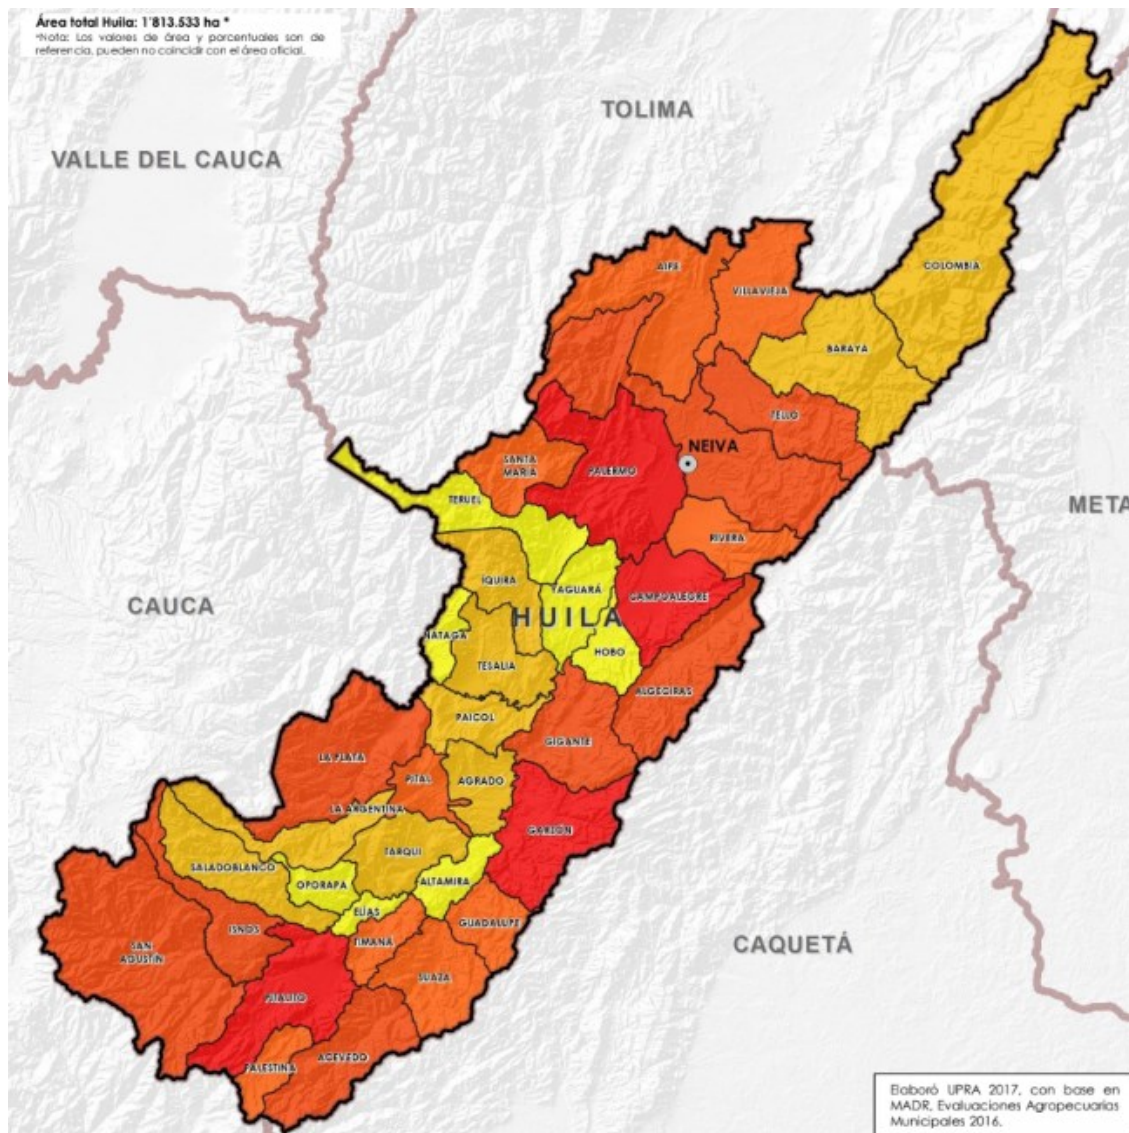 Área total Huila: 1'813.533 ha *
*Nota: Los valores de área y porcentuales son de
referencia, pueden no coincidir con el área oficial.
TOLIMA
VALLE DEL CAUCA
COLOMBIA
AIPE
VILLAVIEJA
BARAYA
TELLO
NEIVA
SANTA
MARÍA
PALERMO
TERUEL
META
RIVERA
ÍQUIRA
YAGUARÁ
CAMPOALEGRE
CAUCA
HUILA
NÁTAGA
HOBO
TESALIA
ALGECIRAS
PAICOL
GIGANTE
LA PLATA
PITAL
AGRADO
LA ARGENTINA
GARZÓN
TARQUI
SALADOBLANCO
OPORAPA
ALTAMIRA
ELÍAS
GUADALUPE
ISNOS
TIMANÁ
SAN
AGUSTÍN
CAQUETÁ
SUAZA
PITALITO
ACEVEDO
PALESTINA
Elaboró UPRA 2017, con base en
MADR, Evaluaciones Agropecuarias
Municipales 2016.